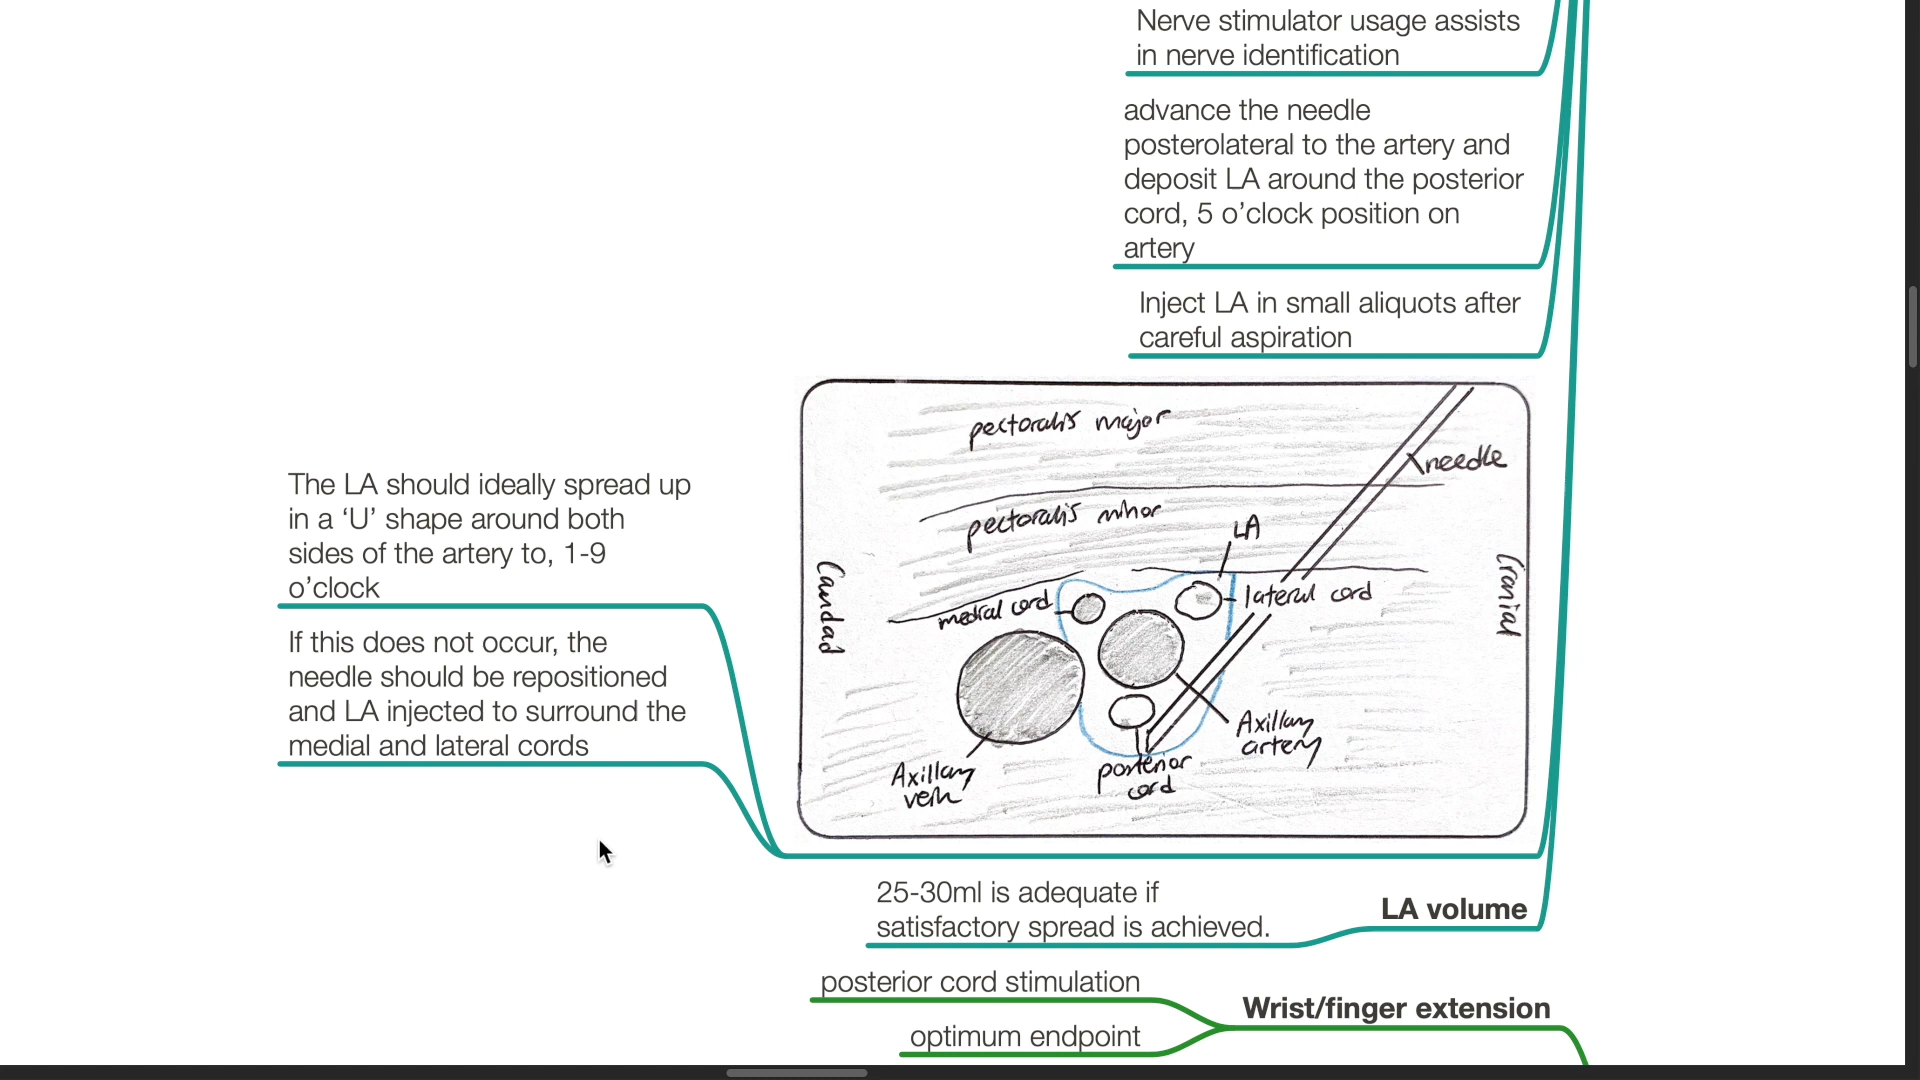 Nerve stimulator usage assists
in nerve identification
advance the needle
posterolateral to the artery and
deposit LA around the posterior
cord, 5 o’clock position on
artery
Inject LA in small aliquots after
careful aspiration
pectoralis major
needle
pectoralis minor
LA
Caudad
Cranial
medial cord
lateral cord
Axillary
artery
Axillary
vein
posterior
cord
The LA should ideally spread up
in a ‘U’ shape around both
sides of the artery to, 1-9
o’clock
If this does not occur, the
needle should be repositioned
and LA injected to surround the
medial and lateral cords
25-30ml is adequate if
satisfactory spread is achieved.
LA volume
posterior cord stimulation
optimum endpoint
Wrist/finger extension